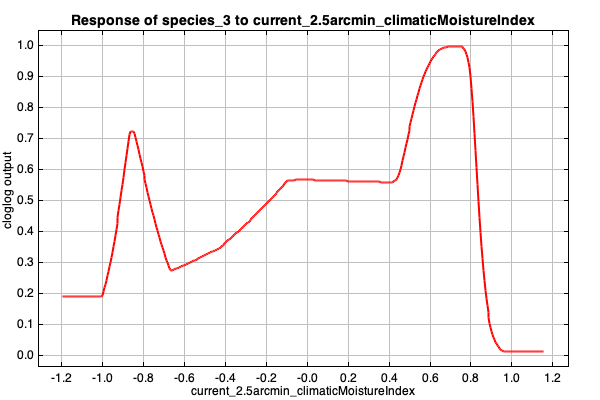 Response of species_3 to current_2.5arcmin_climaticMoistureIndex
1.0
0.9
0.8
0.7
0.6
0.5
0.4
0.3
0.2
0.1
0.0
cloglog output
-1.2 -1.0 -0.8 -0.6 -0.4 -0.2 -0.0 0.2 0.4 0.6 0.8 1.0 1.2
current_2.5arcmin_climaticMoistureIndex